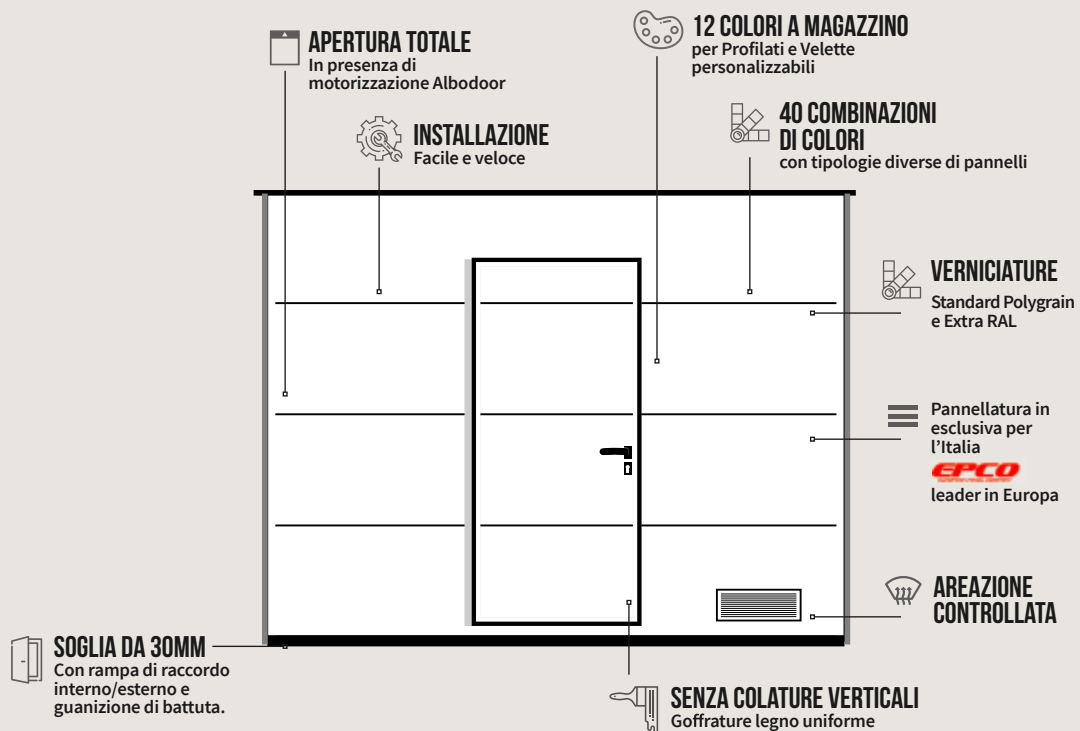 APERTURA TOTALE
In presenza di
motorizzazione Albodoor
12 COLORI A MAGAZZINO
per Profilati e Velette
personalizzabili
INSTALLAZIONE
Facile e veloce
40 COMBINAZIONI
DI COLORI
con tipologie diverse di pannelli
VERNICIATURE
Standard Polygrain
e Extra RAL
Pannellatura in
esclusiva per
l'Italia
EPCO
leader in Europa
AREAZIONE
CONTROLLATA
SOGLIA DA 30MM
Con rampa di raccordo
interno/esterno e
guanizione di battuta.
SENZA COLATURE VERTICALI
Goffrature legno uniforme